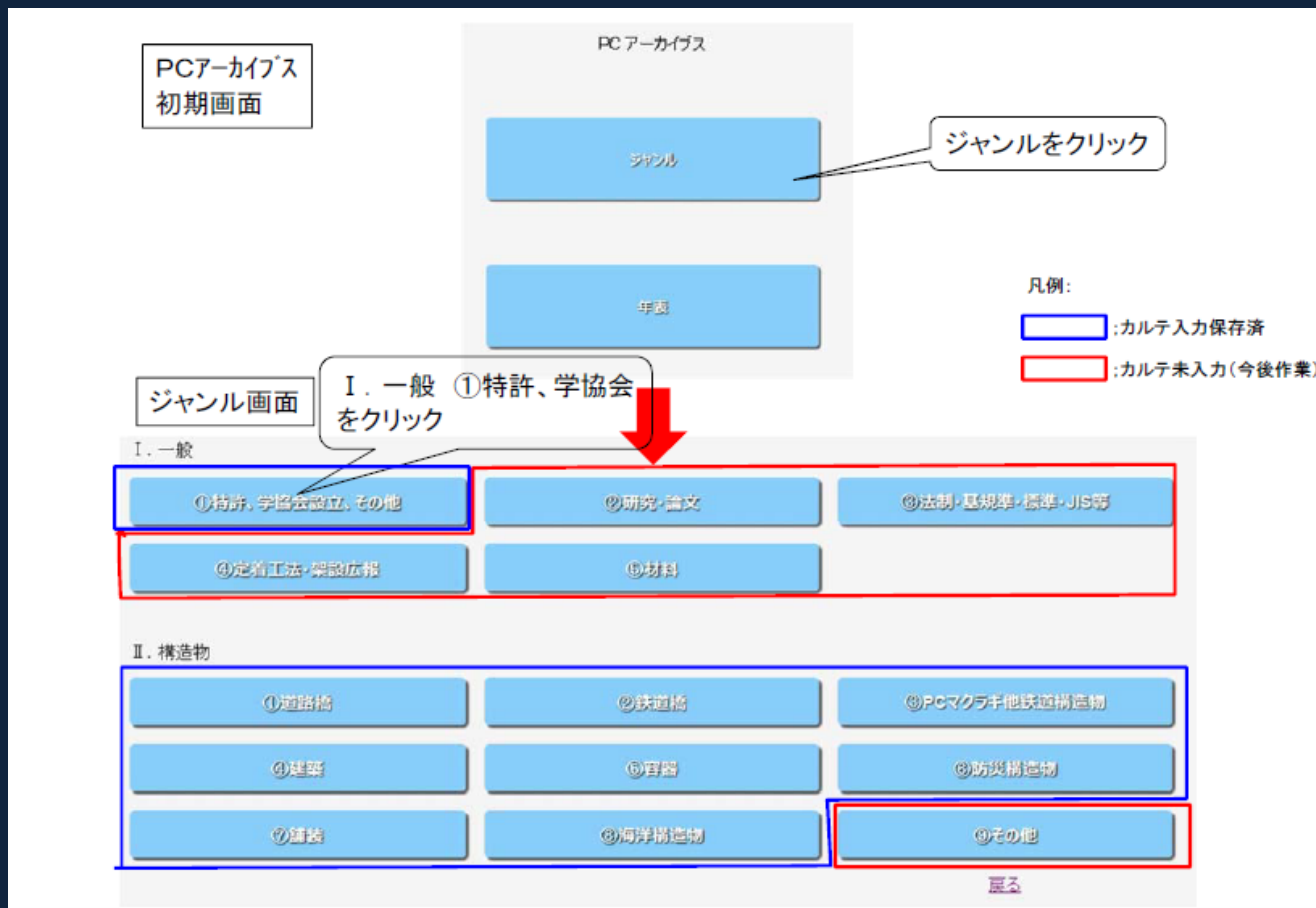 PCアーカイブス
PCアーカイブス
初期画面
ジャンル
ジャンルをクリック
年表
凡例:
;カルテ入力保存済
;カルテ未入力(今後作業)
ジャンル画面
Ⅰ. 一般 ①特許、学協会
をクリック
Ⅰ. 一般
①特許、学協会設立、その他
②研究・論文
③法制・基規準・標準・JIS等
④定着工法・架設広報
⑤材料
Ⅱ. 構造物
①道路橋
②鉄道橋
③PCマクラギ他鉄道構造物
④建築
⑤容器
⑥防災構造物
⑦舗装
⑧海洋構造物
⑨その他
戻る